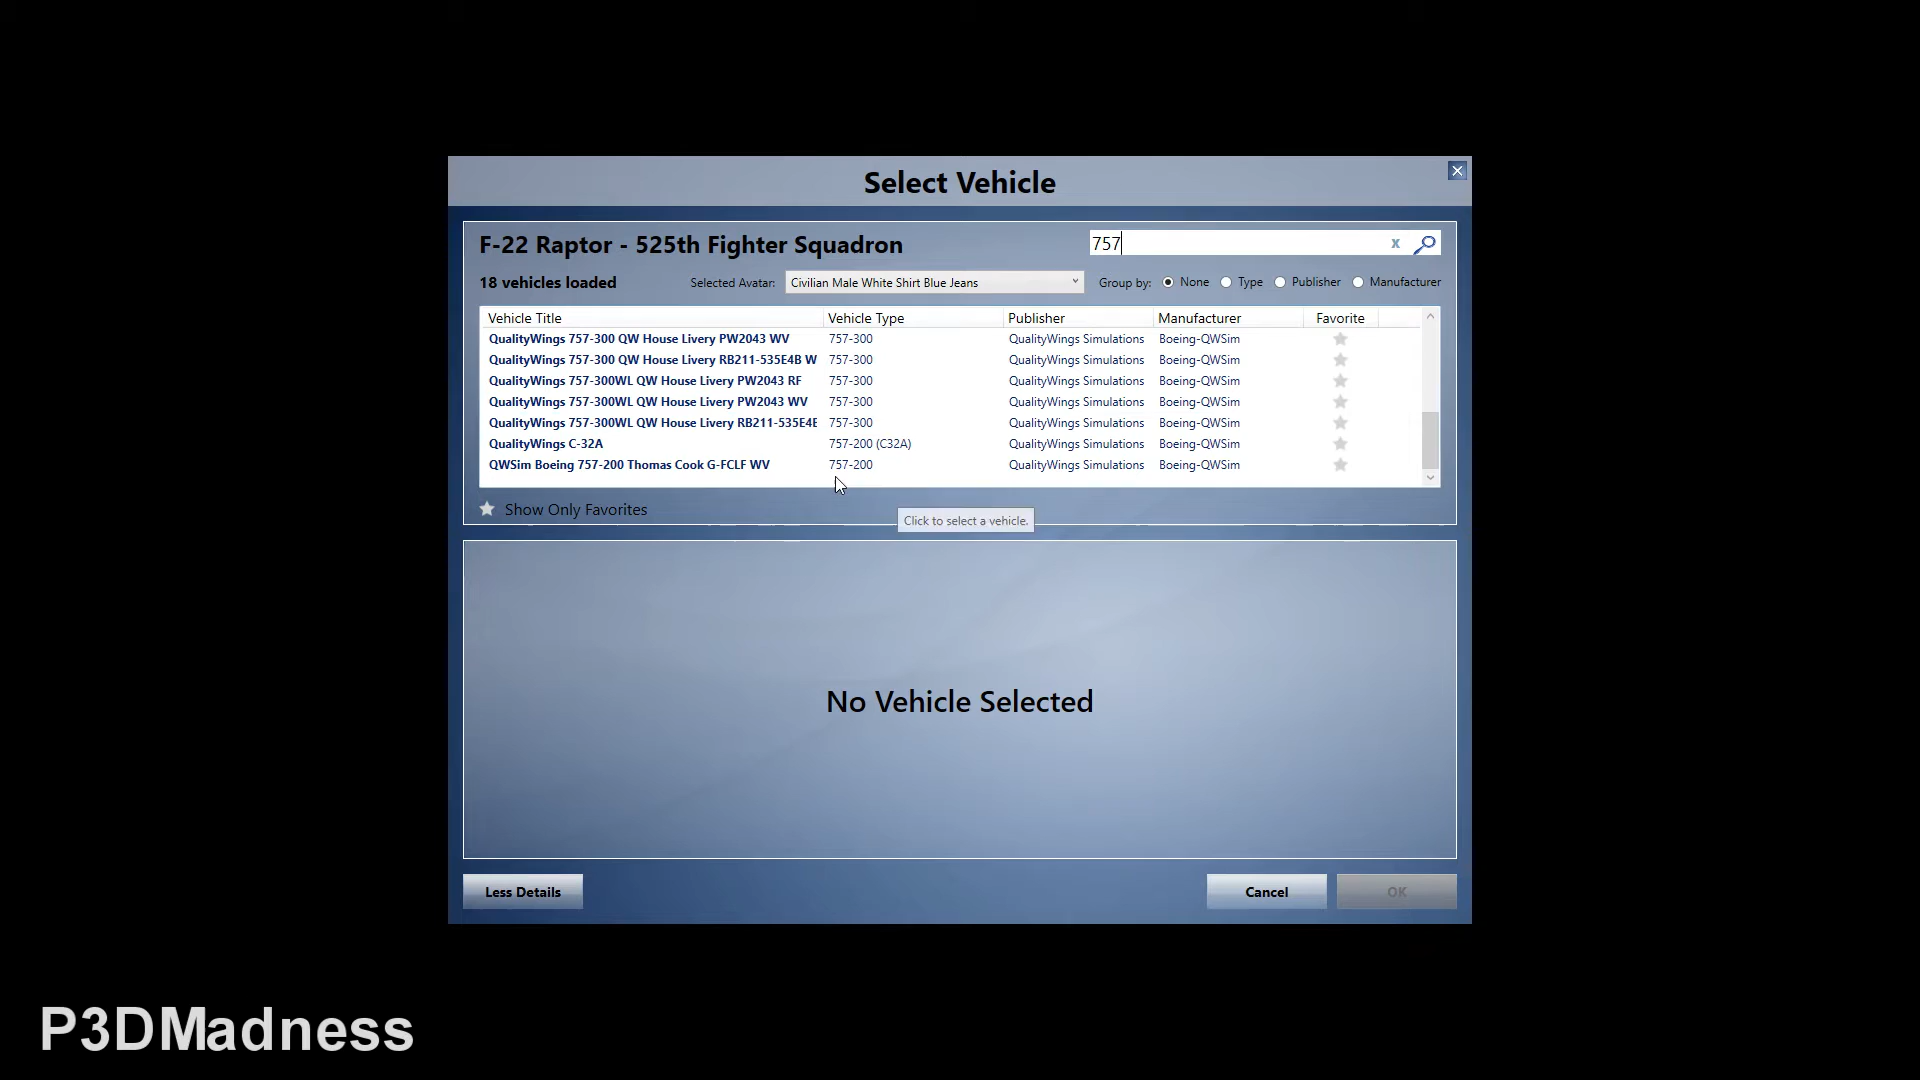 Select Vehicle
F-22 Raptor - 525th Fighter Squadron
757
x
18 vehicles loaded
Selected Avatar: Civilian Male White Shirt Blue Jeans
Group by: None Type Publisher Manufacturer
Vehicle Title Vehicle Type Publisher Manufacturer Favorite
QualityWings 757-300 QW House Livery PW2043 WV 757-300 QualityWings Simulations Boeing-QWSim
QualityWings 757-300 QW House Livery RB211-535E4B W 757-300 QualityWings Simulations Boeing-QWSim
QualityWings 757-300WL QW House Livery PW2043 RF 757-300 QualityWings Simulations Boeing-QWSim
QualityWings 757-300WL QW House Livery PW2043 WV 757-300 QualityWings Simulations Boeing-QWSim
QualityWings 757-300WL QW House Livery RB211-535E4E 757-300 QualityWings Simulations Boeing-QWSim
QualityWings C-32A 757-200 (C32A) QualityWings Simulations Boeing-QWSim
QWSim Boeing 757-200 Thomas Cook G-FCLF WV 757-200 QualityWings Simulations Boeing-QWSim
Show Only Favorites
Click to select a vehicle.
No Vehicle Selected
Less Details
Cancel
OK
P3DMadness